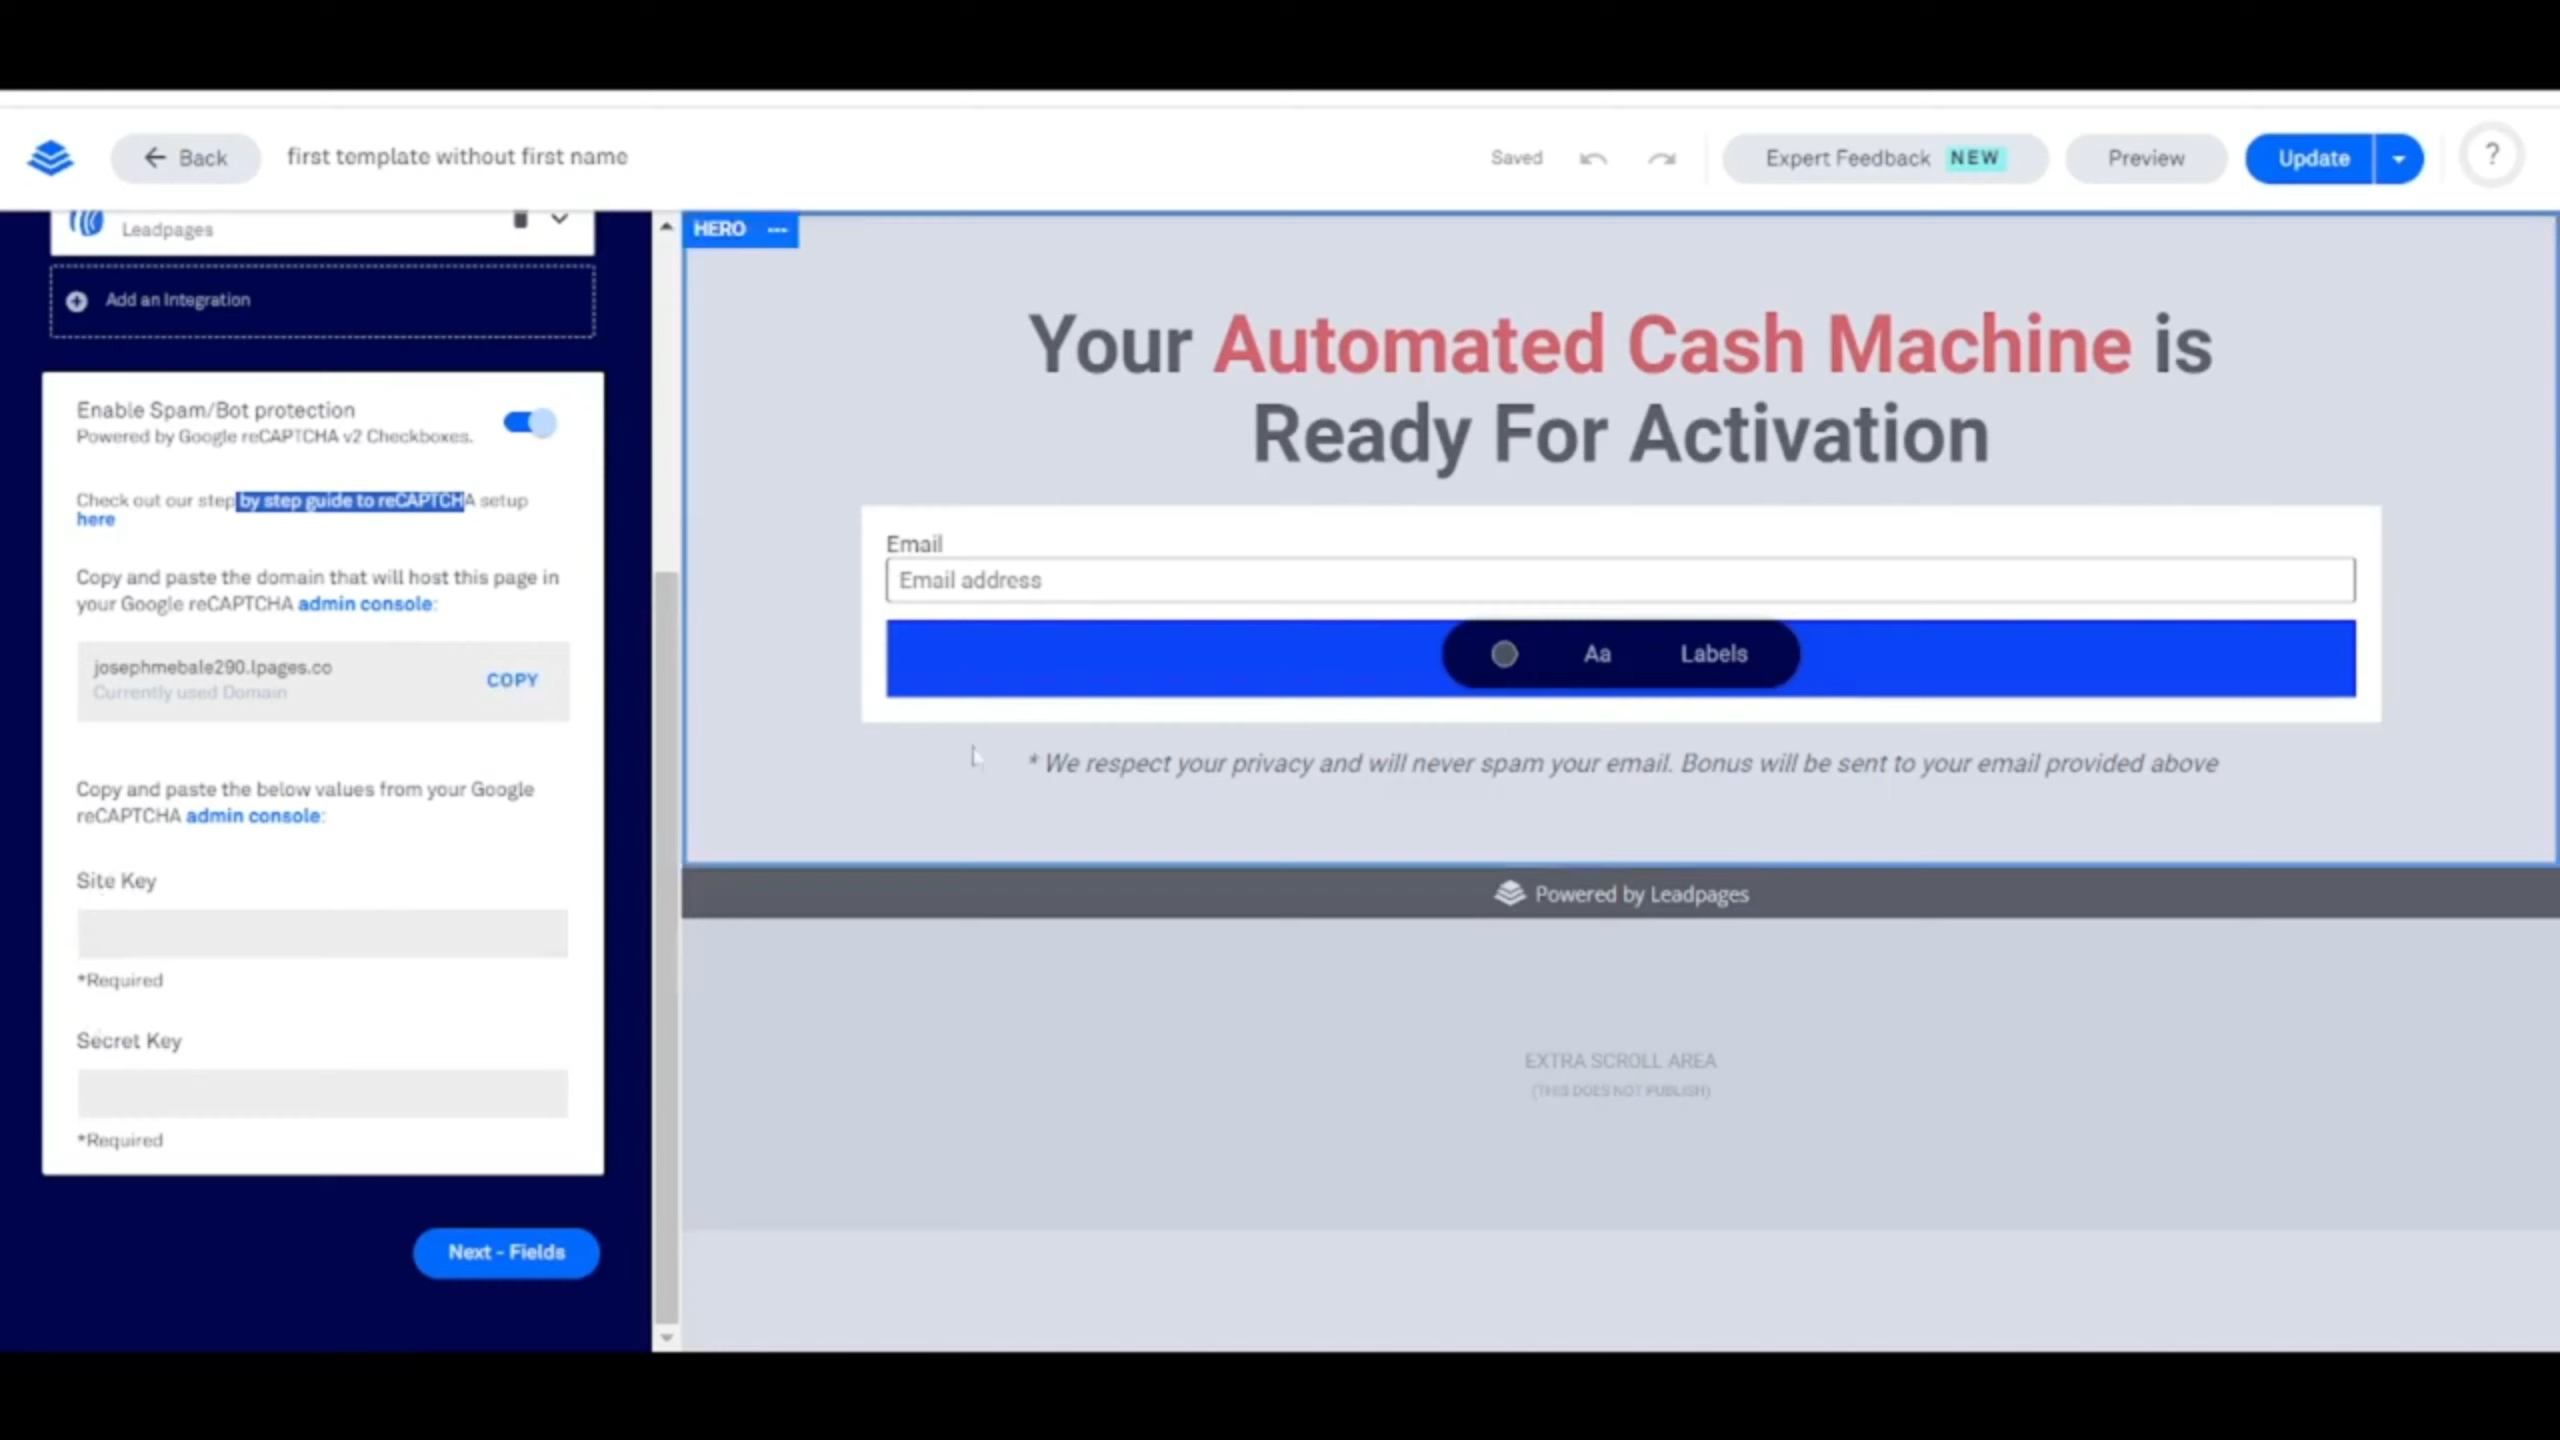 Back
first template without first name
Saved
Expert Feedback NEW
Preview
Update
?
Leadpages
Add an Integration
Enable Spam/Bot protection
Powered by Google reCAPTCHA v2 Checkboxes.
Check out our step by step guide to reCAPTCHA setup
here
Copy and paste the domain that will host this page in
your Google reCAPTCHA admin console:
josephmebale290.lpages.co
Currently used Domain
COPY
Copy and paste the below values from your Google
reCAPTCHA admin console:
Site Key
*Required
Secret Key
*Required
Next - Fields
HERO
Your Automated Cash Machine is
Ready For Activation
Email
Email address
Aa
Labels
* We respect your privacy and will never spam your email. Bonus will be sent to your email provided above
Powered by Leadpages
EXTRA SCROLL AREA
(THIS DOES NOT PUBLISH)